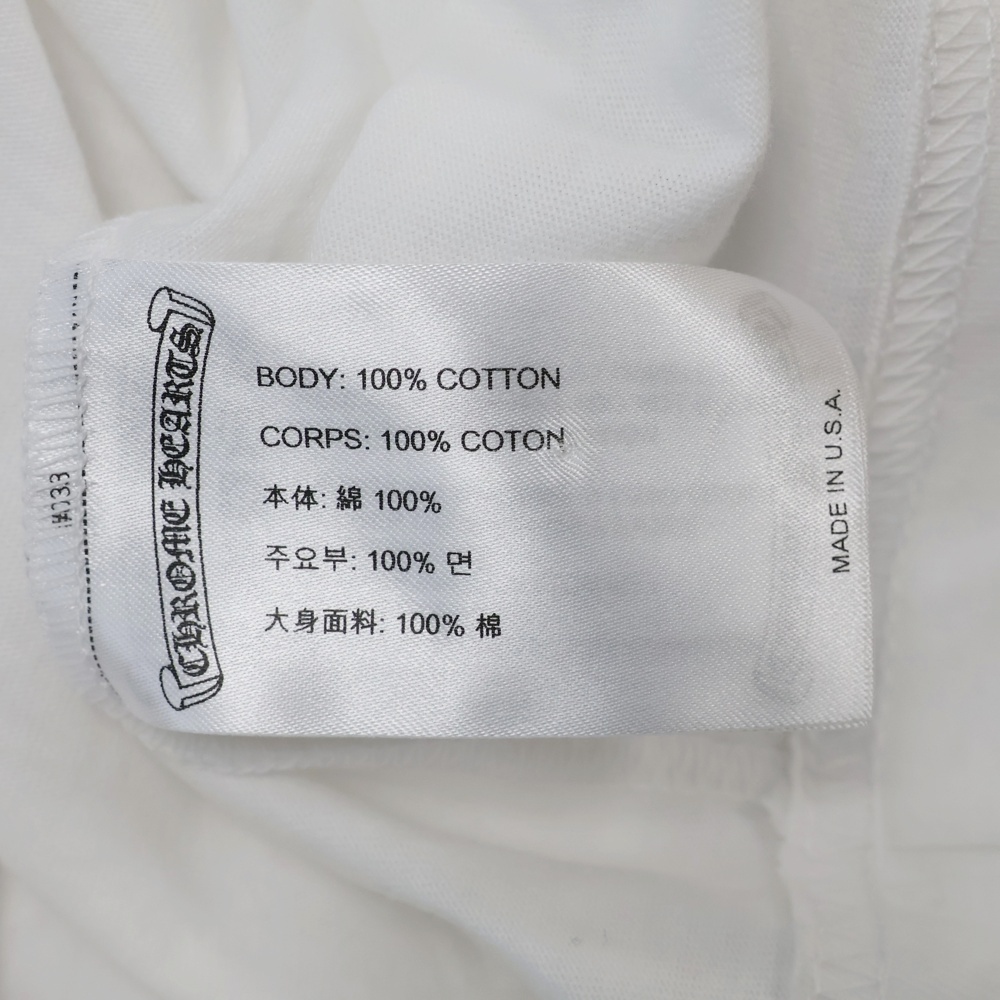 CHROME HEARTS
BODY: 100% COTTON
CORPS: 100% COTON
本体: 綿 100%
주요부: 100% 면
大身面料: 100% 棉
MADE IN U.S.A.